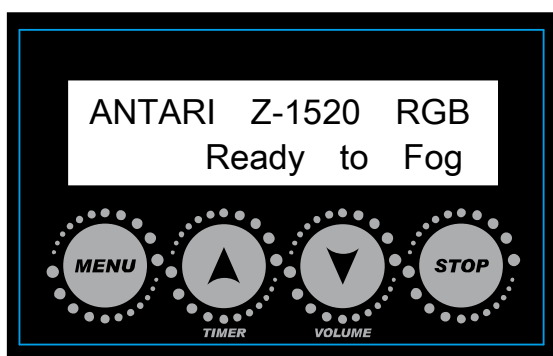 ANTARI Z-1520 RGB
Ready to Fog
MENU
STOP
TIMER
VOLUME